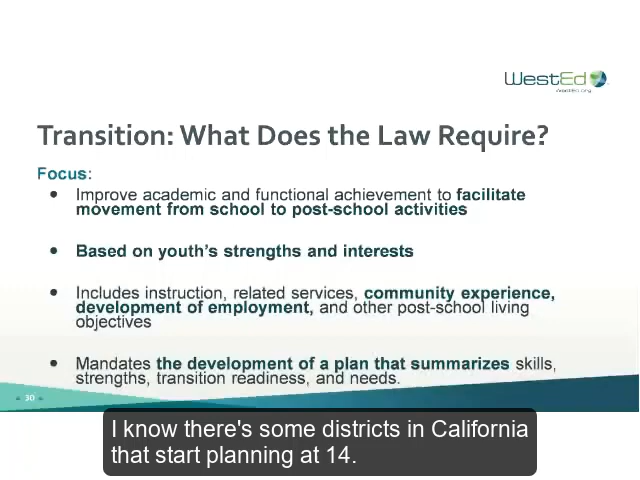 WestEd
WestEd.org
Transition: What Does the Law Require?
Focus:
• Improve academic and functional achievement to facilitate
movement from school to post-school activities
• Based on youth's strengths and interests
• Includes instruction, related services, community experience,
development of employment, and other post-school living
objectives
• Mandates the development of a plan that summarizes skills,
strengths, transition readiness, and needs.
30
I know there's some districts in California
that start planning at 14.